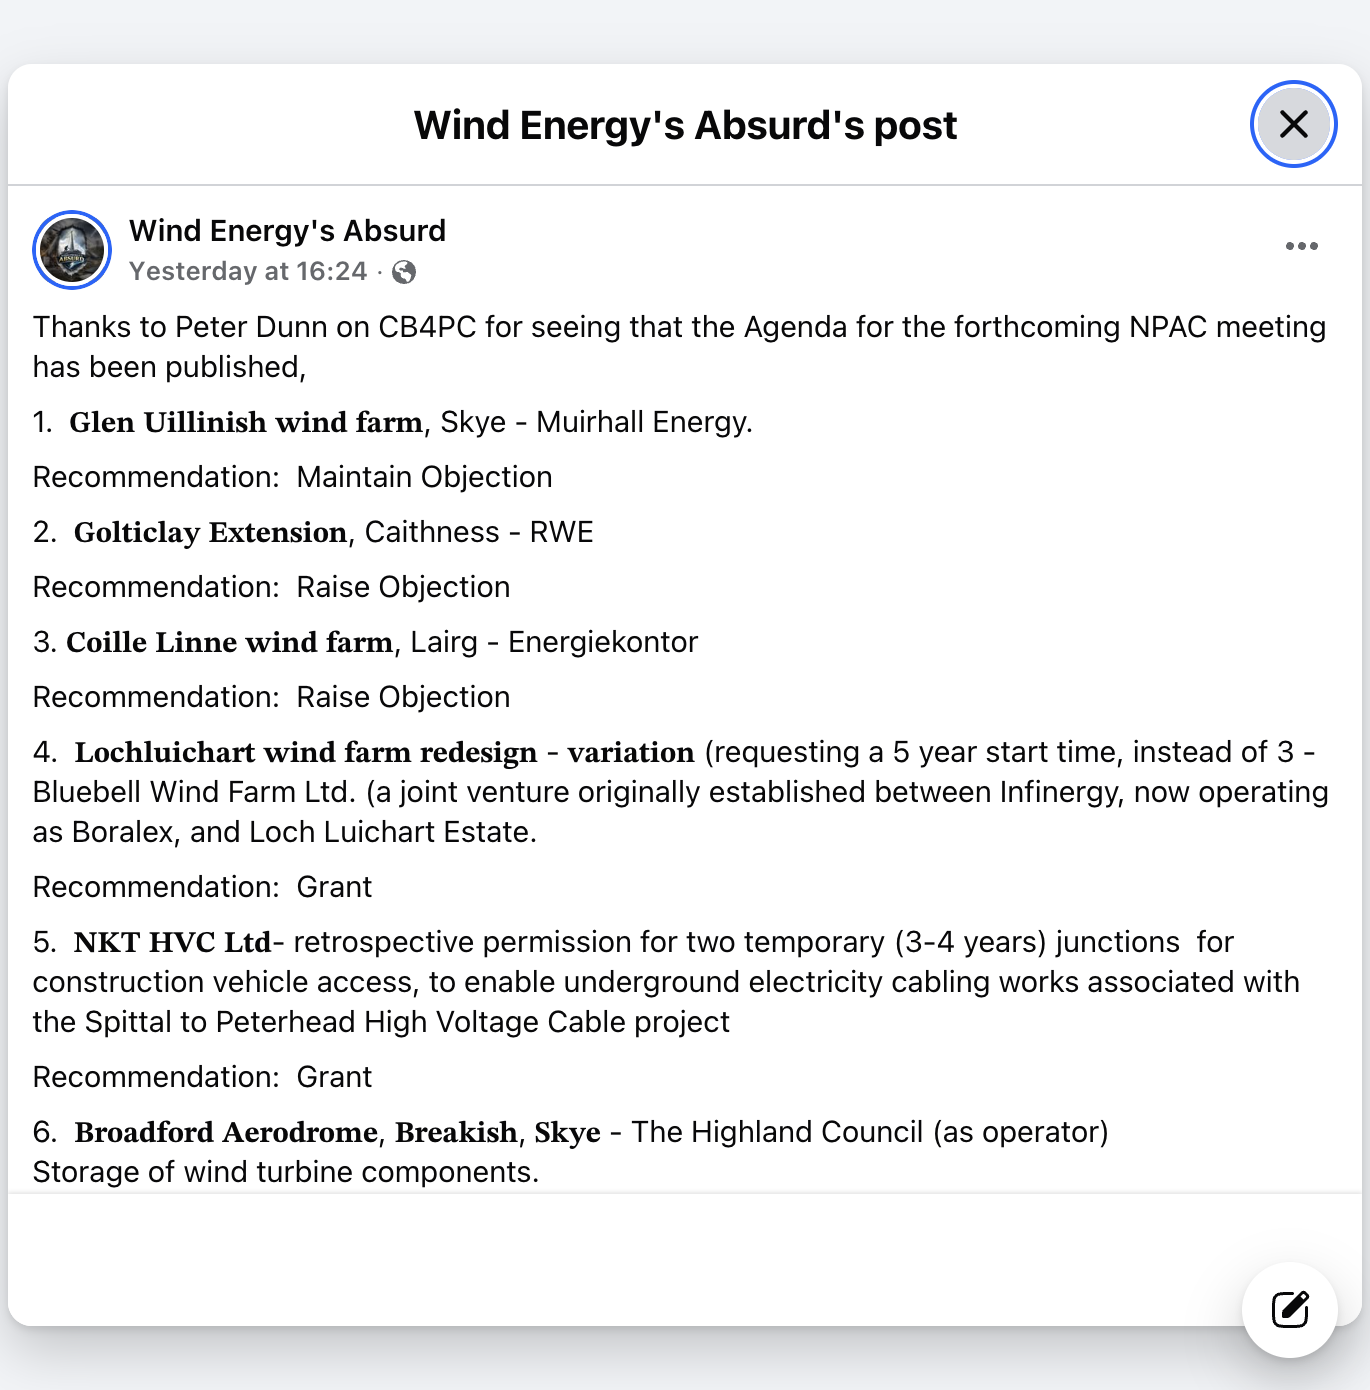 Wind Energy's Absurd's post
Wind Energy's Absurd
Yesterday at 16:24 ·
Thanks to Peter Dunn on CB4PC for seeing that the Agenda for the forthcoming NPAC meeting
has been published,
1.  Glen Uillinish wind farm, Skye - Muirhall Energy.
Recommendation:  Maintain Objection
2.  Golticlay Extension, Caithness - RWE
Recommendation:  Raise Objection
3. Coille Linne wind farm, Lairg - Energiekontor
Recommendation:  Raise Objection
4.  Lochluichart wind farm redesign - variation (requesting a 5 year start time, instead of 3 -
Bluebell Wind Farm Ltd. (a joint venture originally established between Infinergy, now operating
as Boralex, and Loch Luichart Estate.
Recommendation:  Grant
5.  NKT HVC Ltd- retrospective permission for two temporary (3-4 years) junctions  for
construction vehicle access, to enable underground electricity cabling works associated with
the Spittal to Peterhead High Voltage Cable project
Recommendation:  Grant
6.  Broadford Aerodrome, Breakish, Skye - The Highland Council (as operator)
Storage of wind turbine components.